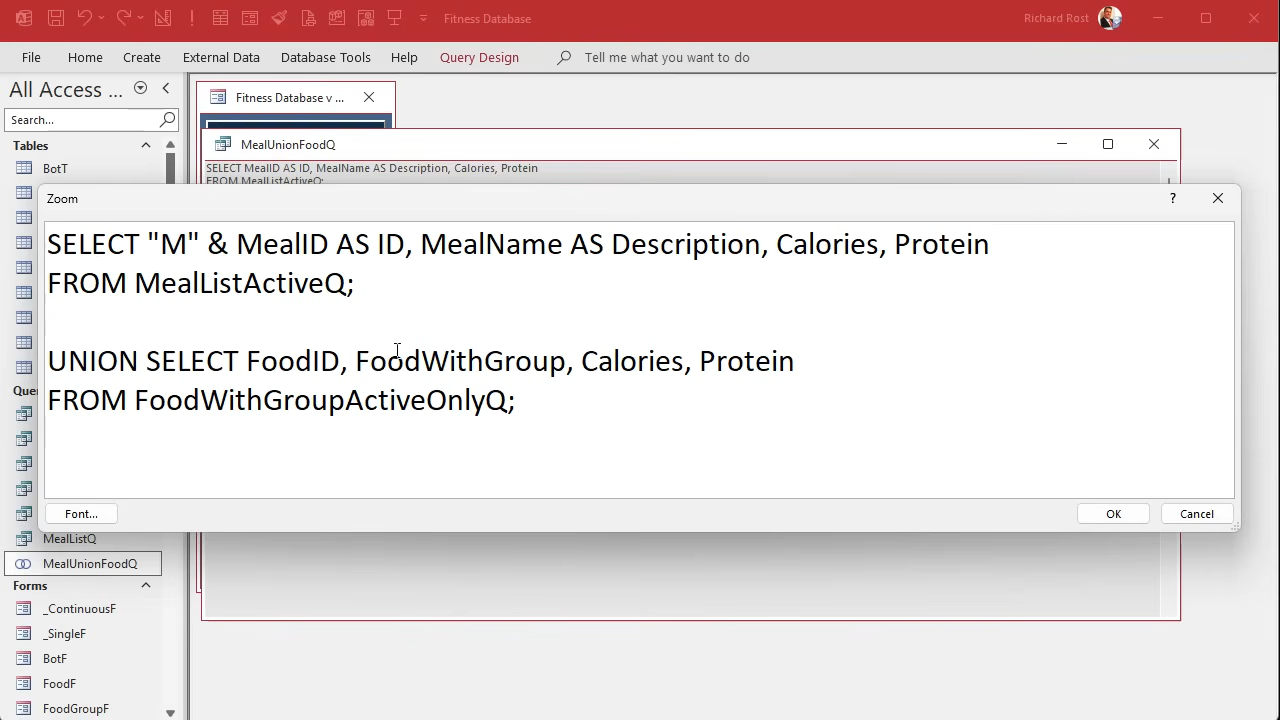 Fitness Database
Richard Rost
File Home Create External Data Database Tools Help Query Design Tell me what you want to do
All Access ...
Search...
Tables
BotT
Fitness Database v ...
MealUnionFoodQ
SELECT MealID AS ID, MealName AS Description, Calories, Protein
FROM MealListActiveQ;
Zoom
?
SELECT "M" & MealID AS ID, MealName AS Description, Calories, Protein
FROM MealListActiveQ;
UNION SELECT FoodID, FoodWithGroup, Calories, Protein
FROM FoodWithGroupActiveOnlyQ;
Font... OK Cancel
Quer
MealListQ
MealUnionFoodQ
Forms
_ContinuousF
_SingleF
BotF
FoodF
FoodGroupF